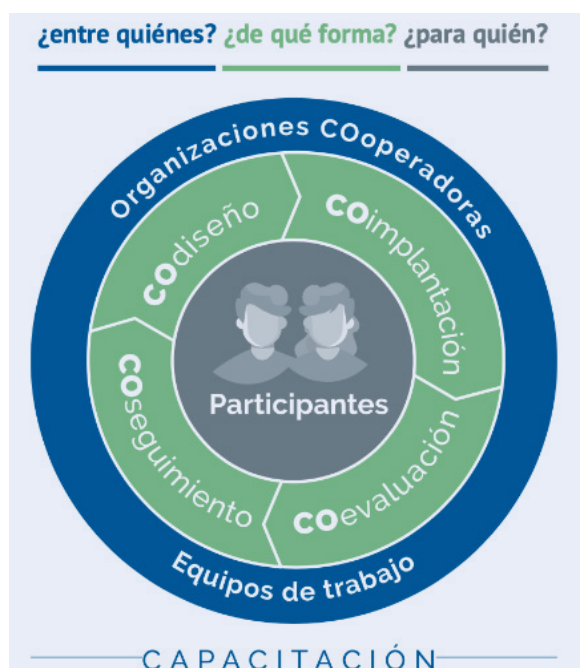 ¿entre quiénes? ¿de qué forma? ¿para quién?
Organizaciones COoperadoras
COdiseño
COimplantación
Participantes
COseguimiento
COevaluación
Equipos de trabajo
CAPACITACIÓN